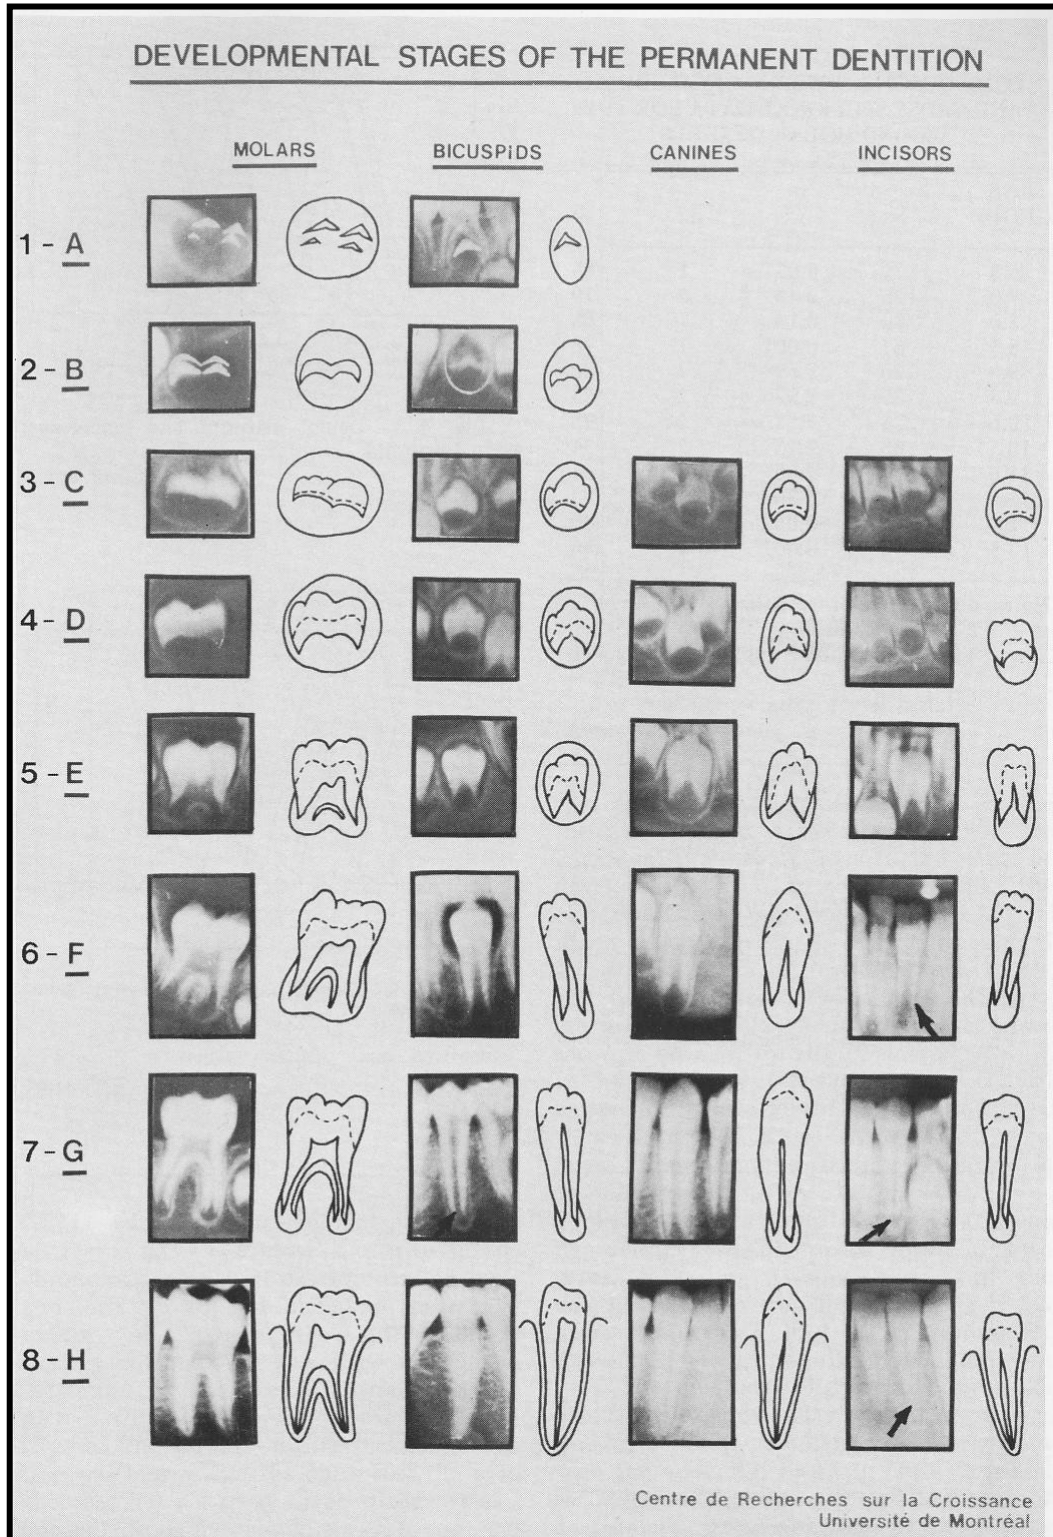 DEVELOPMENTAL STAGES OF THE PERMANENT DENTITION
MOLARS BICUSPIDS CANINES INCISORS
1 - A
2 - B
3 - C
4 - D
5 - E
6 - F
7 - G
8 - H
Centre de Recherches sur la Croissance
Université de Montréal